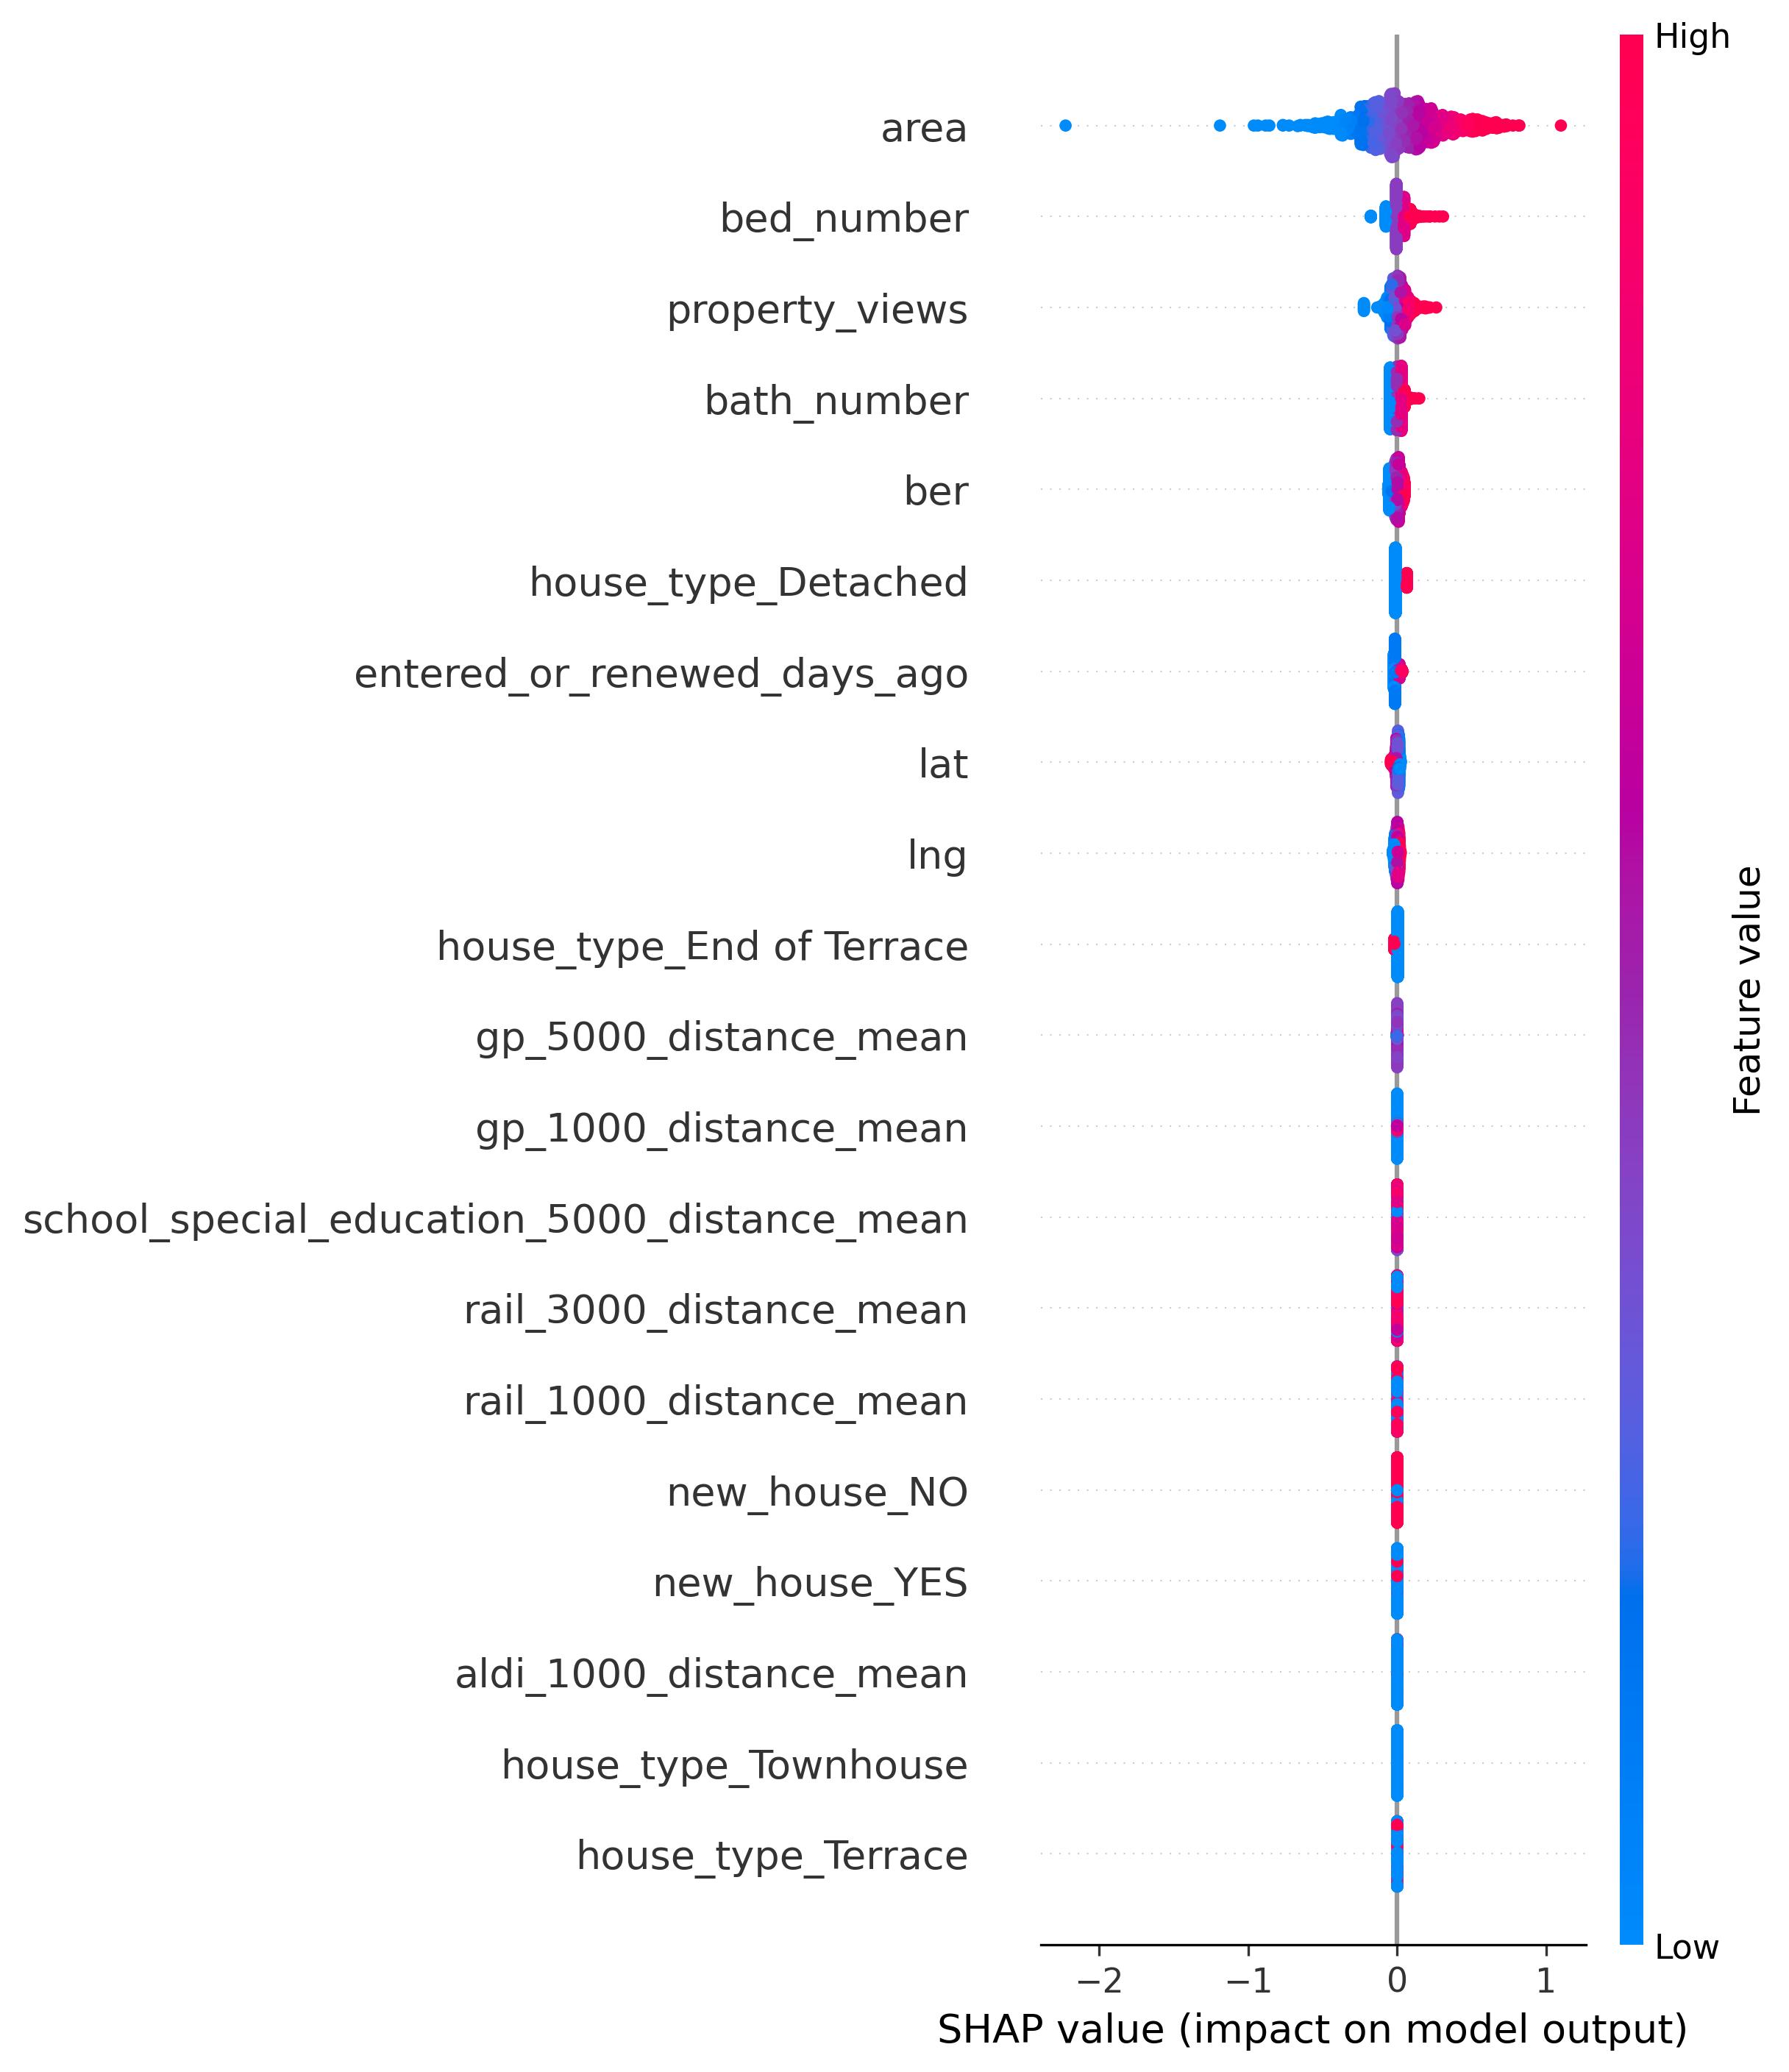 High
area
bed_number
property_views
bath_number
ber
house_type_Detached
entered_or_renewed_days_ago
lat
lng
house_type_End of Terrace
gp_5000_distance_mean
gp_1000_distance_mean
school_special_education_5000_distance_mean
rail_3000_distance_mean
rail_1000_distance_mean
new_house_NO
new_house_YES
aldi_1000_distance_mean
house_type_Townhouse
house_type_Terrace
Feature value
Low
−2 −1 0 1
SHAP value (impact on model output)